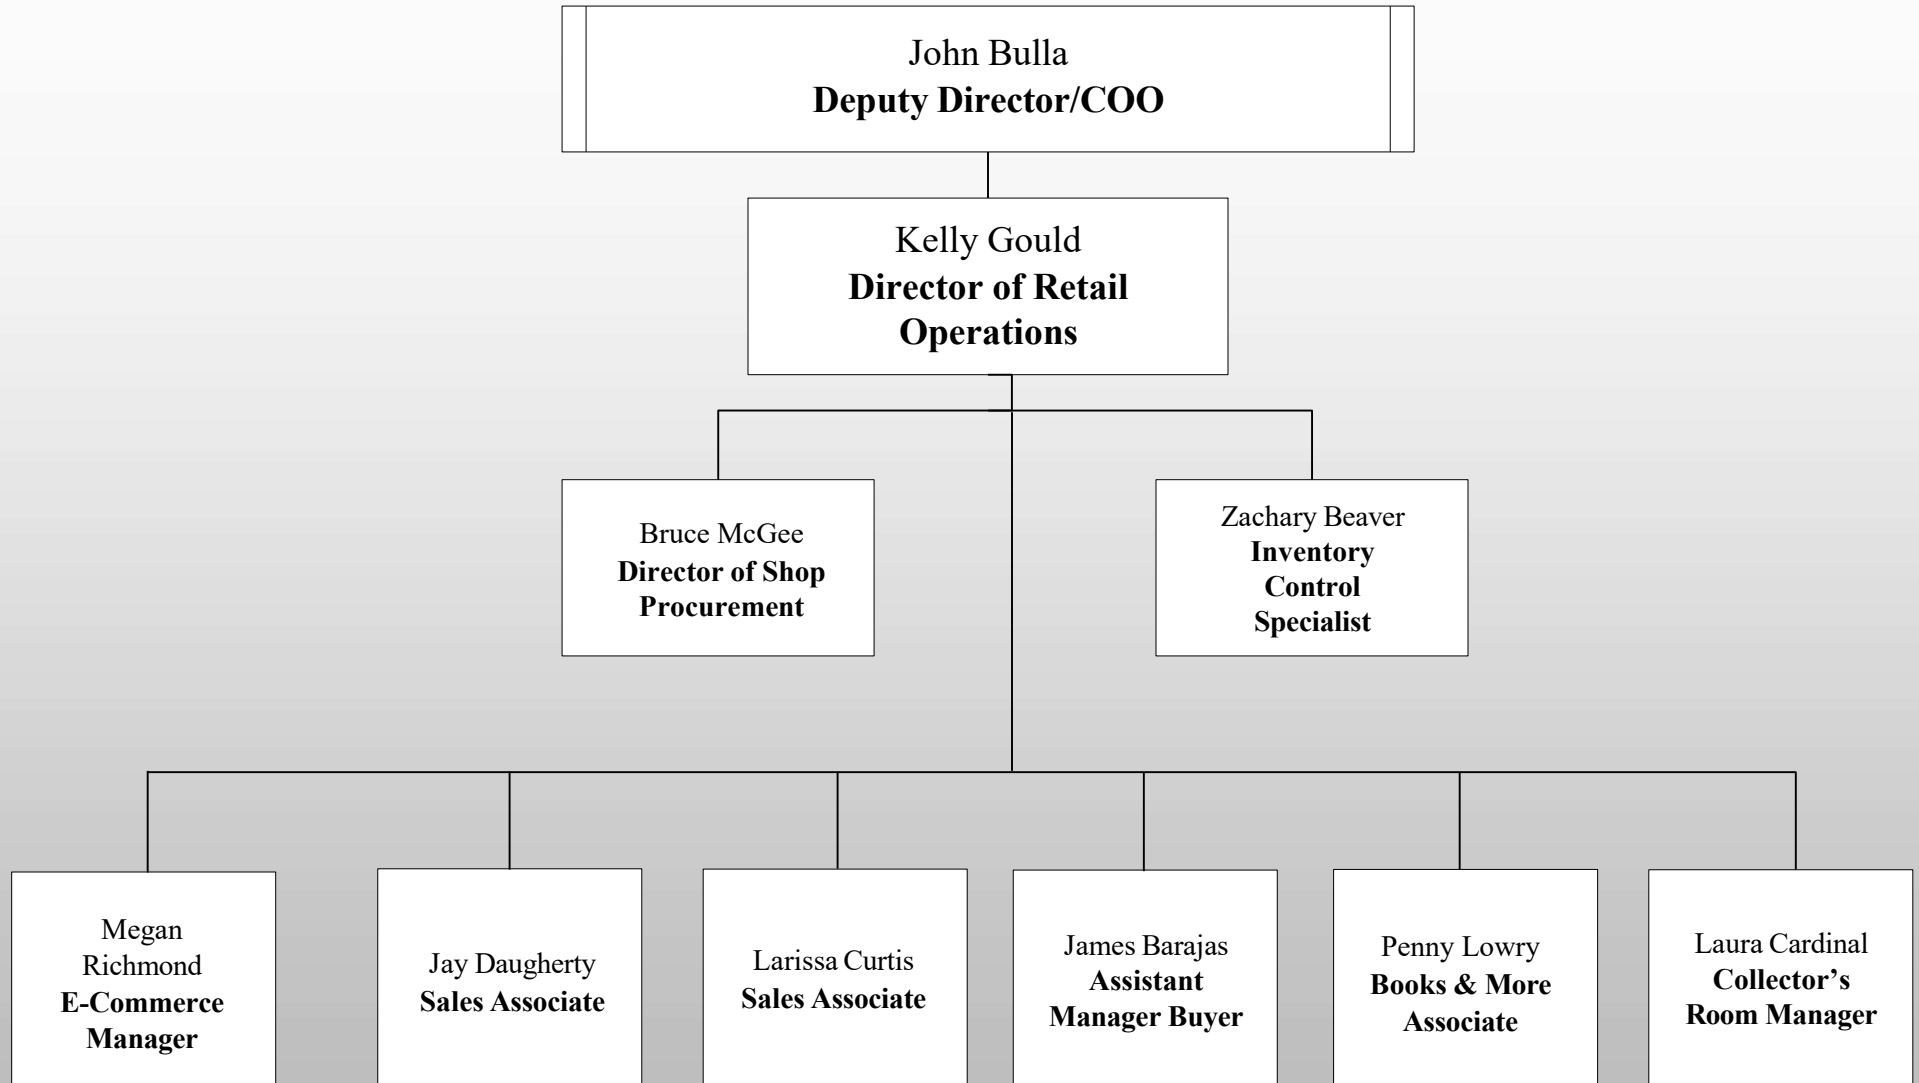 John Bulla
Deputy Director/COO
Kelly Gould
Director of Retail
Operations
Bruce McGee
Director of Shop
Procurement
Zachary Beaver
Inventory
Control
Specialist
Megan
Richmond
E-Commerce
Manager
Jay Daugherty
Sales Associate
Larissa Curtis
Sales Associate
James Barajas
Assistant
Manager Buyer
Penny Lowry
Books & More
Associate
Laura Cardinal
Collector’s
Room Manager